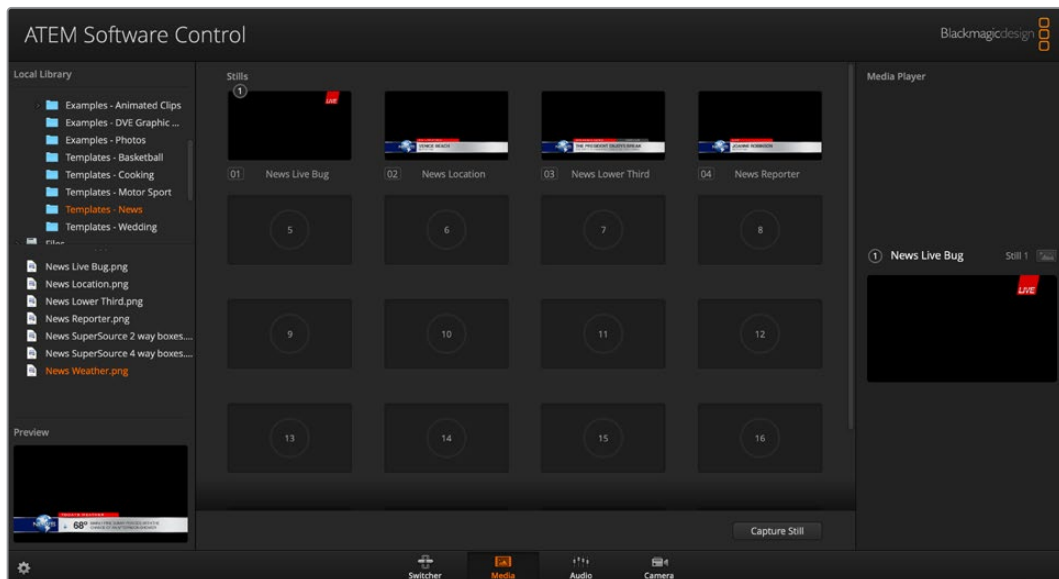 ATEM Software Control
Blackmagicdesign
Local Library
Examples - Animated Clips
Examples - DVE Graphic ...
Examples - Photos
Templates - Basketball
Templates - Cooking
Templates - Motor Sport
Templates - News
Templates - Wedding
Files
News Live Bug.png
News Location.png
News Lower Third.png
News Reporter.png
News SuperSource 2 way boxes....
News SuperSource 4 way boxes....
News Weather.png
Preview
68°
Stills
1
LIVE
VENICE BEACH
JOANNE ROBINSON
01 News Live Bug
02 News Location
03 News Lower Third
04 News Reporter
5 6 7 8
9 10 11 12
13 14 15 16
Capture Still
Media Player
1 News Live Bug Still 1
LIVE
Switcher Media Audio Camera